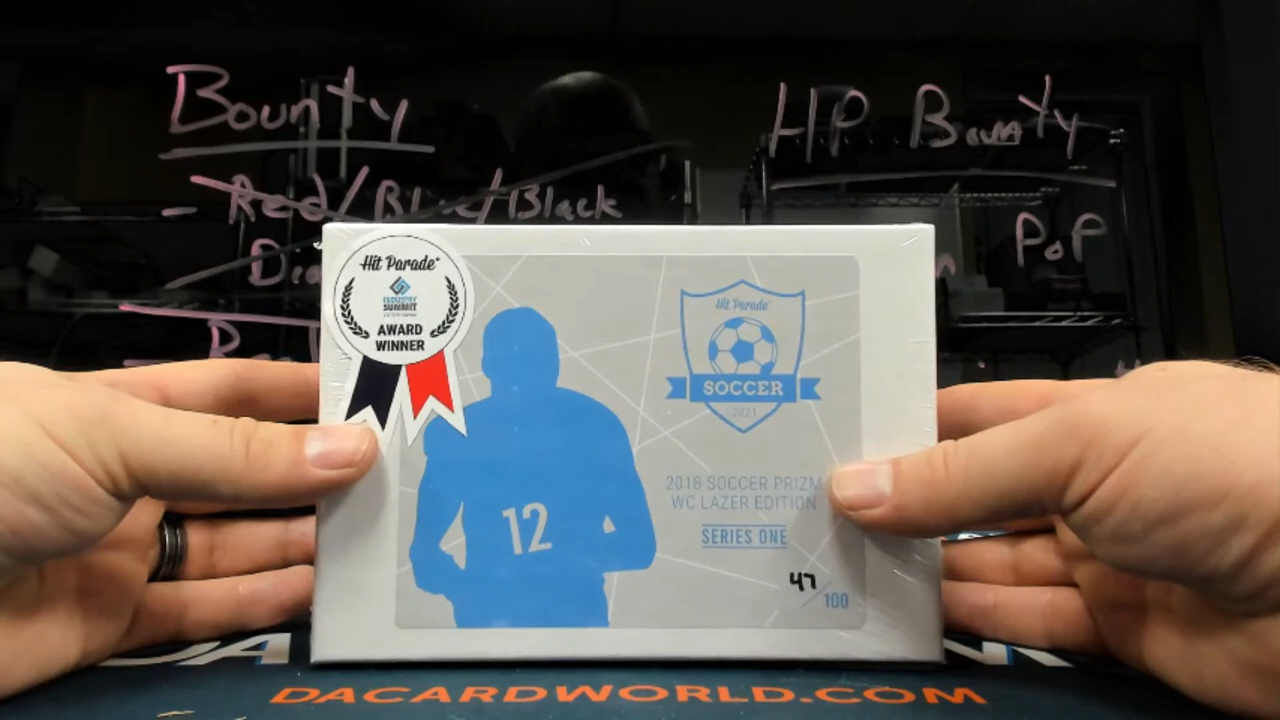 Bounty
HP Bounty
- Red/Blue/Black
PoP
Hit Parade
INDUSTRY
SUMMIT
AWARD
WINNER
Hit Parade
SOCCER
2021
2018 SOCCER PRIZM
WC LAZER EDITION
SERIES ONE
12
47
/100
DACARDWORLD.COM